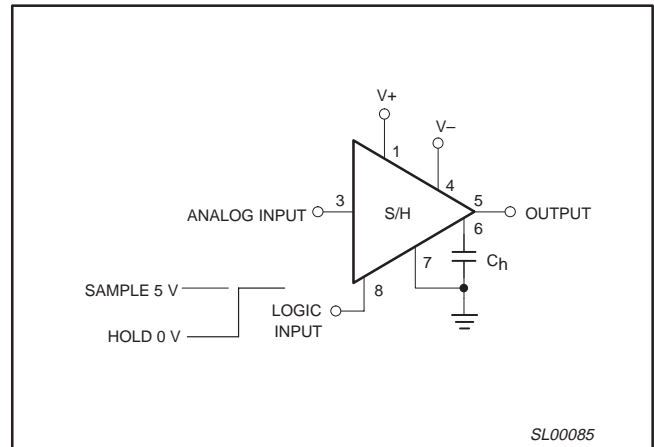 V+
V–
1
4
3
5
ANALOG INPUT
S/H
OUTPUT
6
7
Ch
8
SAMPLE 5 V
LOGIC
INPUT
HOLD 0 V
SL00085